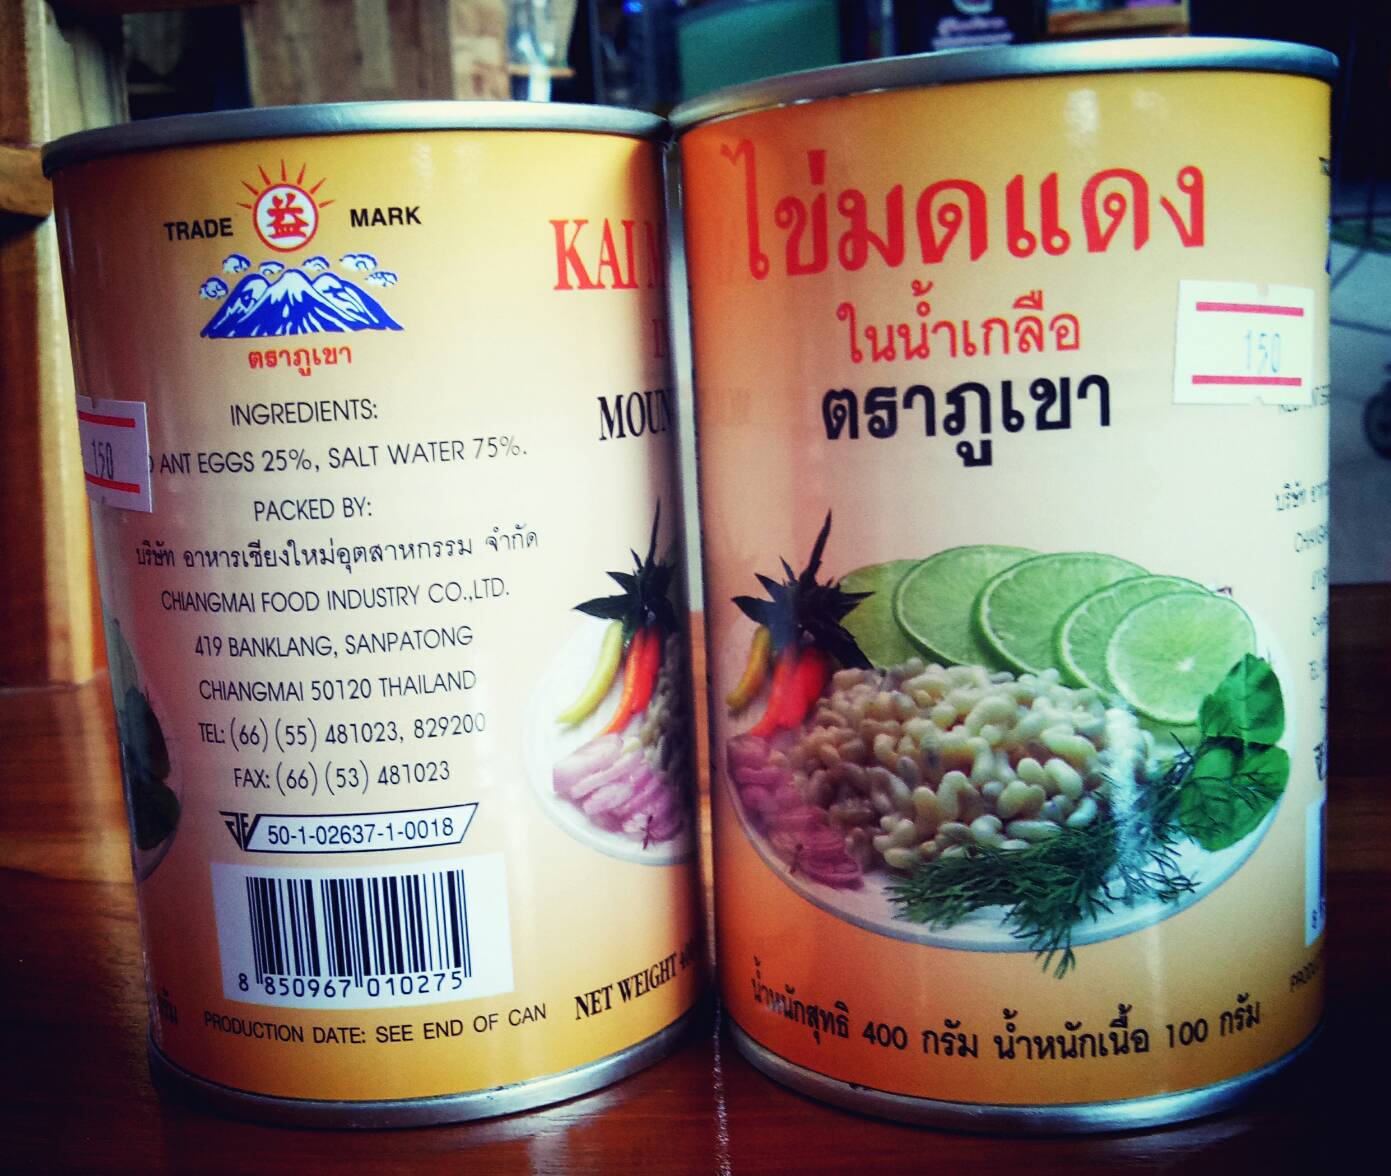 TRADE 益 MARK
ตราภูเขา
INGREDIENTS:
ANT EGGS 25%, SALT WATER 75%.
150
PACKED BY:
บริษัท อาหารเชียงใหม่อุตสาหกรรม จำกัด
CHIANGMAI FOOD INDUSTRY CO.,LTD.
419 BANKLANG, SANPATONG
CHIANGMAI 50120 THAILAND
TEL: (66) (55) 481023, 829200
FAX: (66) (53) 481023
50-1-02637-1-0018
8 850967 010275
PRODUCTION DATE: SEE END OF CAN
KAI
NET WEIGHT
ไข่มดแดง
ในน้ำเกลือ
ตราภูเขา
150
บริษัท
น้ำหนักสุทธิ 400 กรัม น้ำหนักเนื้อ 100 กรัม